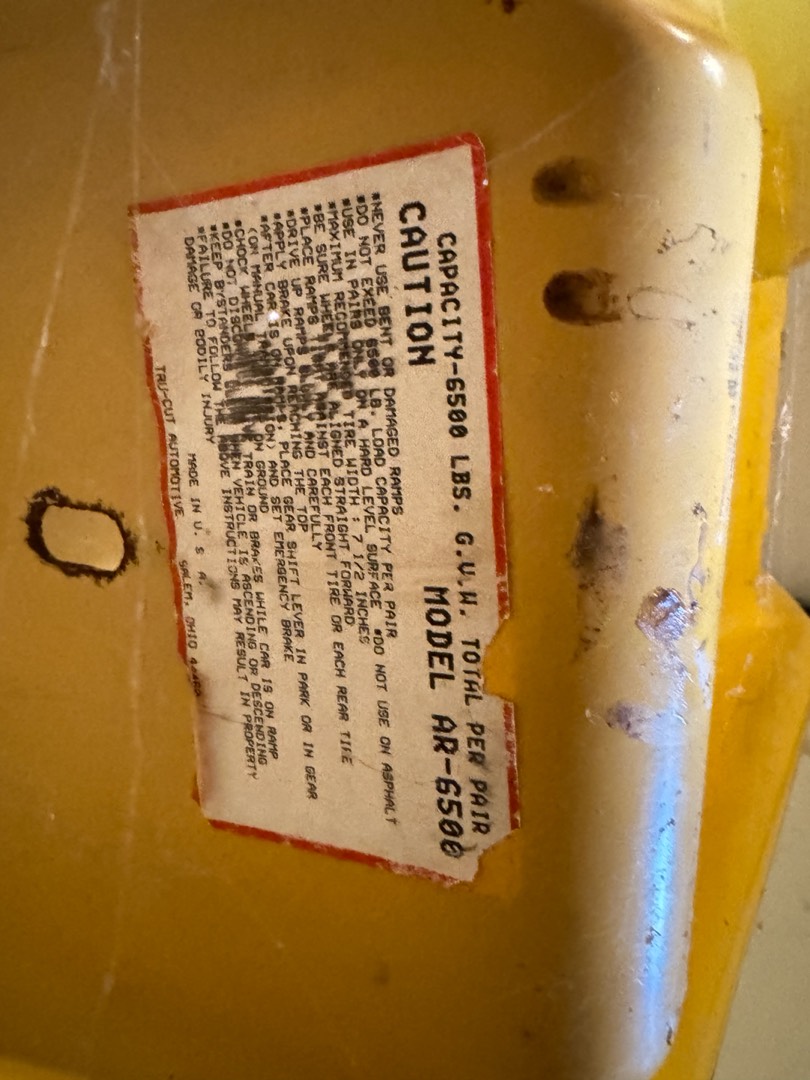 CAPACITY-6500 LBS. G.V.W. TOTAL PER PAIR
CAUTION MODEL AR-6500
*NEVER USE BENT OR DAMAGED RAMPS
*DO NOT EXEED 6500 LB. LOAD CAPACITY PER PAIR
*USE IN PAIRS ONLY ON A HARD LEVEL SURFACE *DO NOT USE ON ASPHALT
*MAXIMUM RECOMMENDED TIRE WIDTH : 7 1/2 INCHES
*BE SURE WHEELS ARE ALIGNED STRAIGHT FORWARD
*PLACE RAMPS AGAINST EACH FRONT TIRE OR EACH REAR TIRE
*DRIVE UP RAMPS SLOWLY AND CAREFULLY
*APPLY BRAKE UPON REACHING THE TOP
*AFTER CAR IS ON RAMPS, PLACE GEAR SHIFT LEVER IN PARK OR IN GEAR
(ON MANUAL AND SET EMERGENCY BRAKE
*CHOCK WHEELS ON GROUND
*DO NOT TRAIN OR BRAKES WHILE CAR IS ON RAMP
*KEEP BYSTANDERS WHEN VEHICLE IS ASCENDING OR DESCENDING
*FAILURE TO FOLLOW THE ABOVE INSTRUCTIONS MAY RESULT IN PROPERTY
DAMAGE OR BODILY INJURY MADE IN U. S. A.
TRU-CUT AUTOMOTIVE SALEM, OHIO